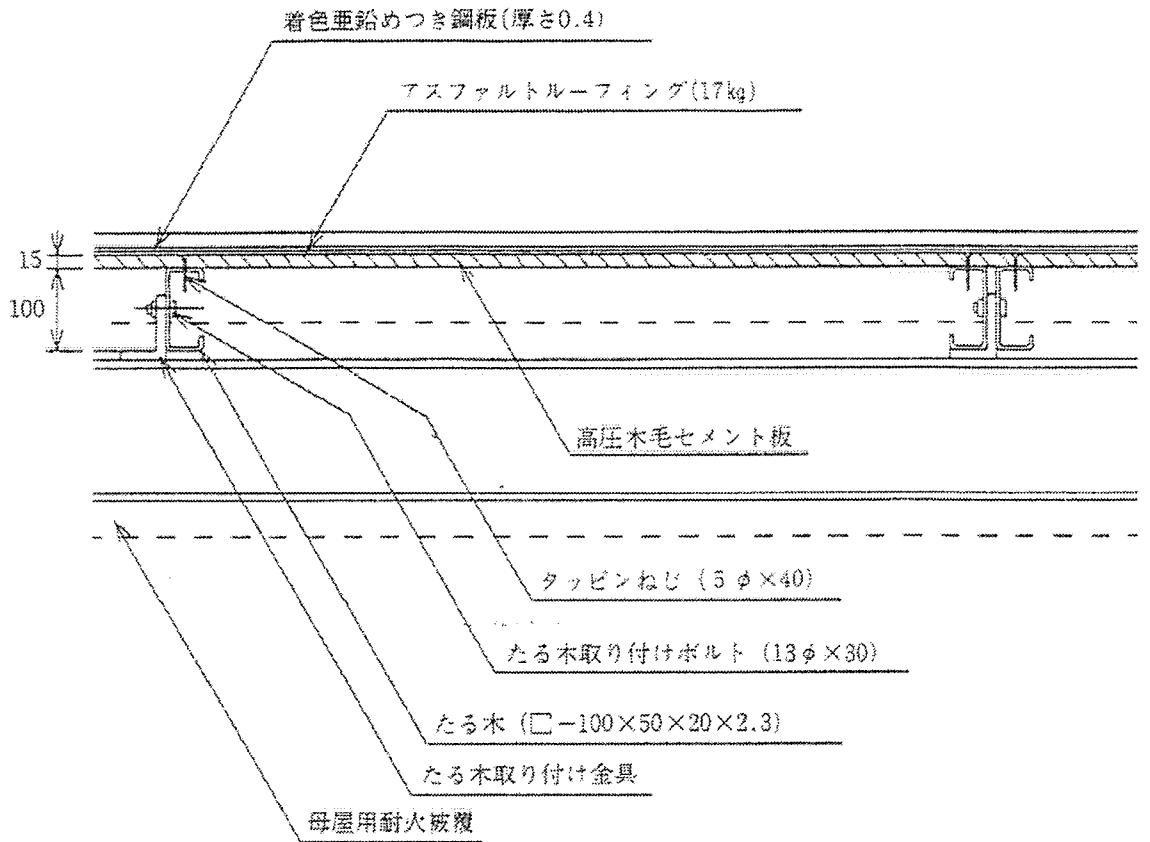 着色亜鉛めつき鋼板(厚さ0.4)
アスファルトルーフィング(17kg)
15
100
高圧木毛セメント板
タッピンねじ (5φ×40)
たる木取り付けボルト (13φ×30)
たる木 (□-100×50×20×2.3)
たる木取り付け金具
母屋用耐火被覆